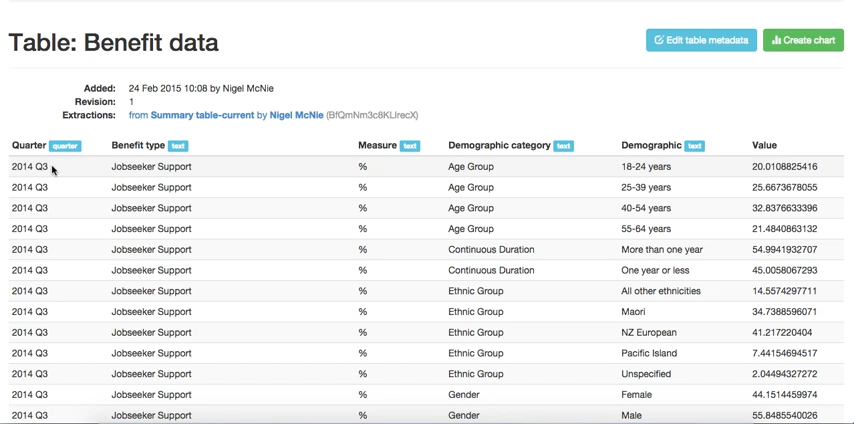 Table: Benefit data
Edit table metadata
Create chart
Added: 24 Feb 2015 10:08 by Nigel McNie
Revision: 1
Extractions: from Summary table-current by Nigel McNie (BfQmNm3c8KLIrecX)
Quarter quarter Benefit type text Measure text Demographic category text Demographic text Value
2014 Q3 Jobseeker Support % Age Group 18-24 years 20.0108825416
2014 Q3 Jobseeker Support % Age Group 25-39 years 25.6673678055
2014 Q3 Jobseeker Support % Age Group 40-54 years 32.8376633396
2014 Q3 Jobseeker Support % Age Group 55-64 years 21.4840863132
2014 Q3 Jobseeker Support % Continuous Duration More than one year 54.9941932707
2014 Q3 Jobseeker Support % Continuous Duration One year or less 45.0058067293
2014 Q3 Jobseeker Support % Ethnic Group All other ethnicities 14.5574297711
2014 Q3 Jobseeker Support % Ethnic Group Maori 34.7388596071
2014 Q3 Jobseeker Support % Ethnic Group NZ European 41.217220404
2014 Q3 Jobseeker Support % Ethnic Group Pacific Island 7.44154694517
2014 Q3 Jobseeker Support % Ethnic Group Unspecified 2.04494327272
2014 Q3 Jobseeker Support % Gender Female 44.1514459974
2014 Q3 Jobseeker Support % Gender Male 55.8485540026